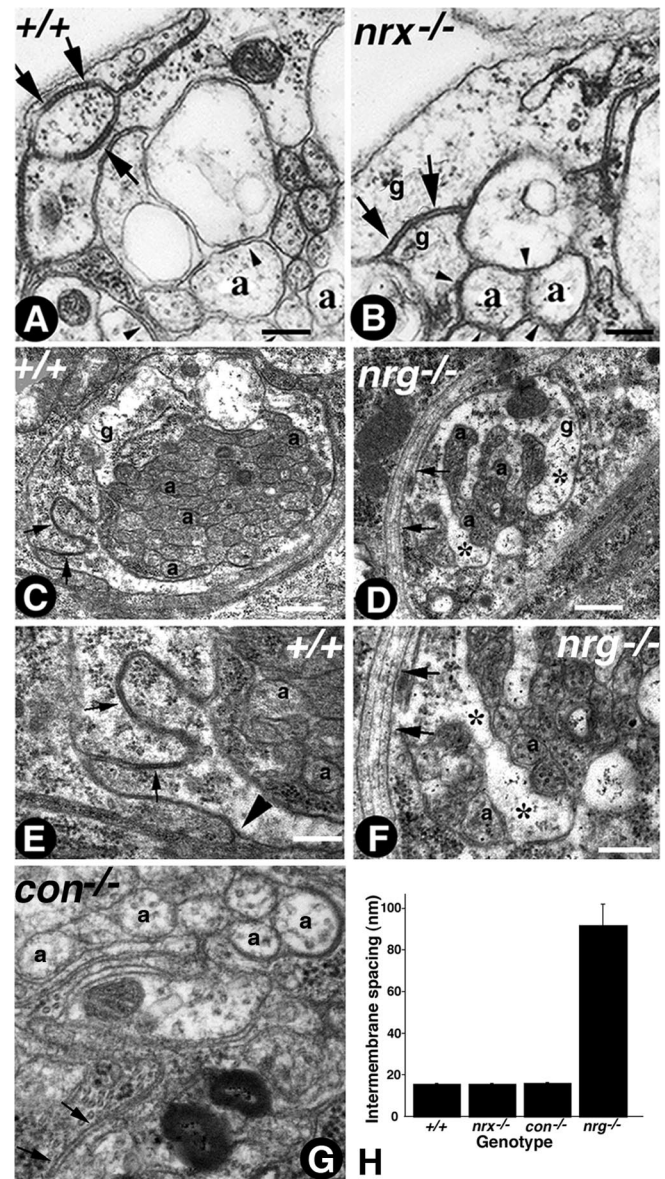 +/+
nrx-/-
g
g
a
a
a
a
A
B
+/+
nrg-/-
g
a
a
a
a
g
a
a
a
*
*
C
D
+/+
nrg-/-
a
a
*
*
a
a
E
F
con-/-
a
a
a
a
G
Intermembrane spacing (nm)
100
80
60
40
20
0
+/+ nrx-/- con-/- nrg-/-
Genotype
H